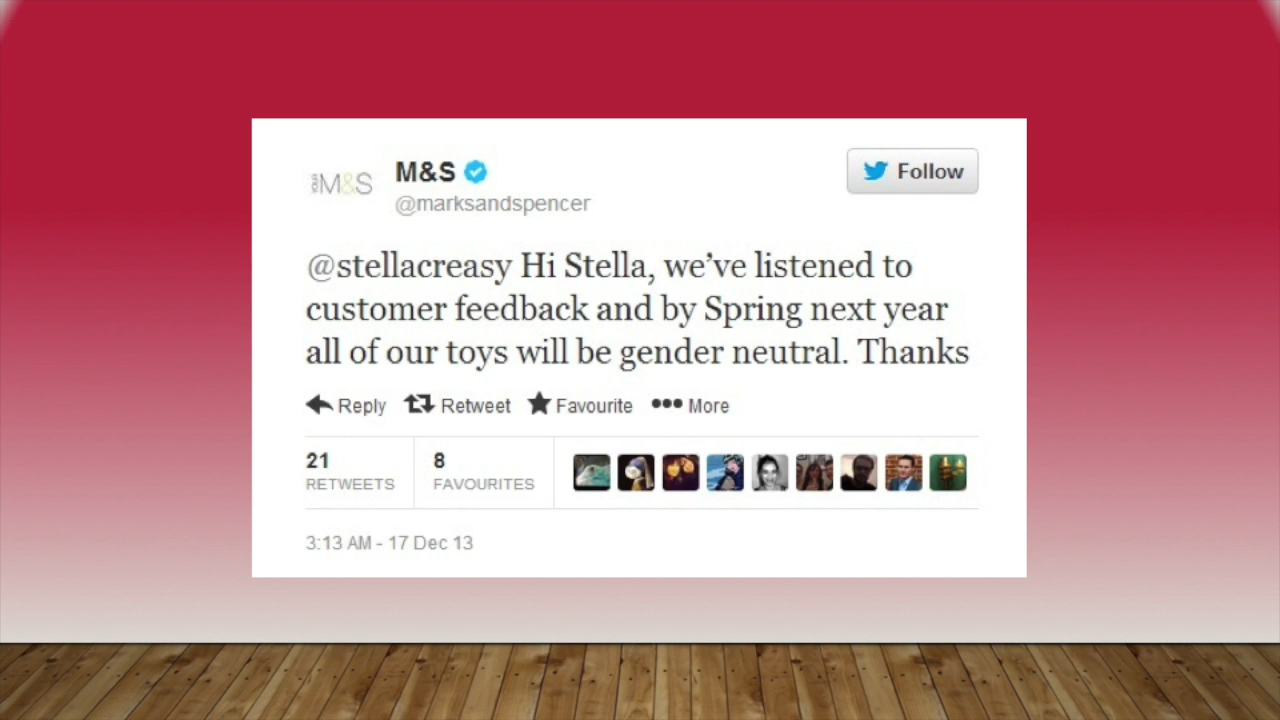 M&S
YOUR M&S
@marksandspencer
Follow
@stellacreasy Hi Stella, we’ve listened to
customer feedback and by Spring next year
all of our toys will be gender neutral. Thanks
Reply Retweet Favourite More
21 8
RETWEETS FAVOURITES
3:13 AM - 17 Dec 13